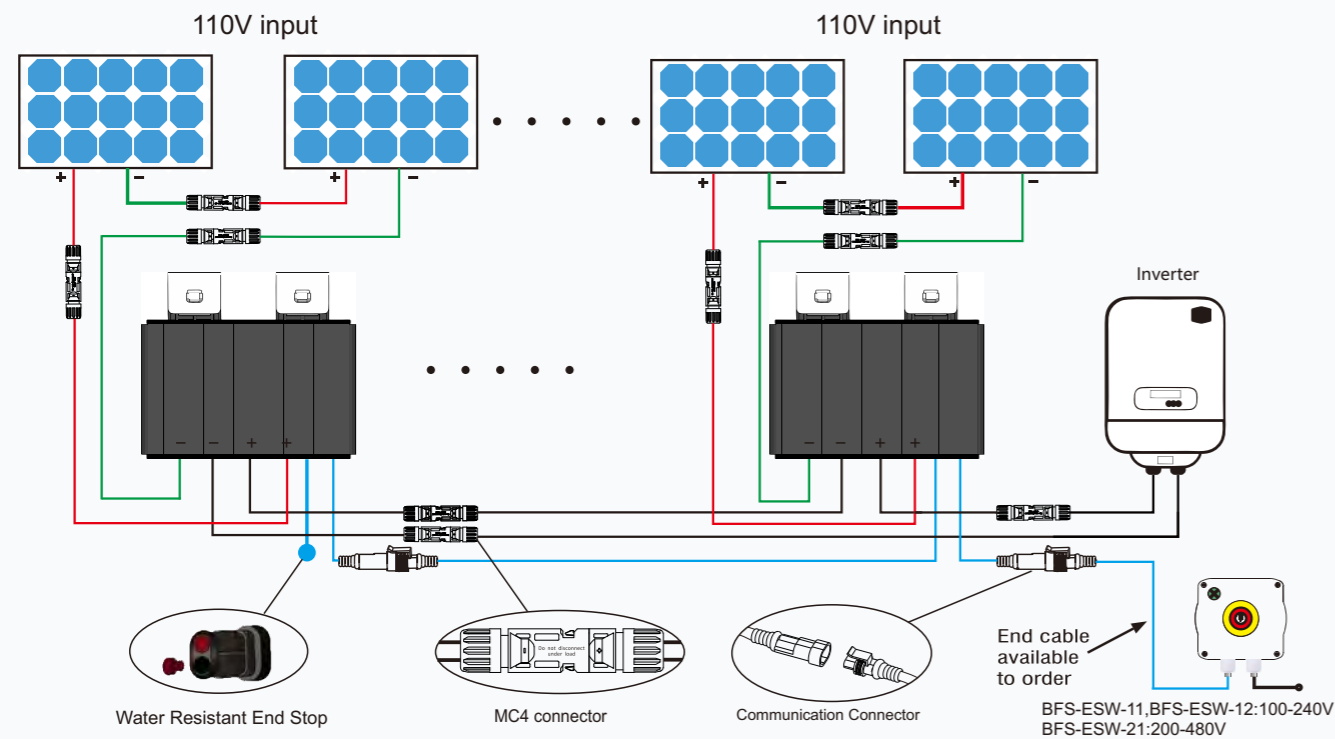 110V input
110V input
+
−
+
−
+
−
+
−
Inverter
− − + +
− − + +
Do not disconnect
under load
Water Resistant End Stop
MC4 connector
Communication Connector
End cable
available
to order
BFS-ESW-11,BFS-ESW-12:100-240V
BFS-ESW-21:200-480V